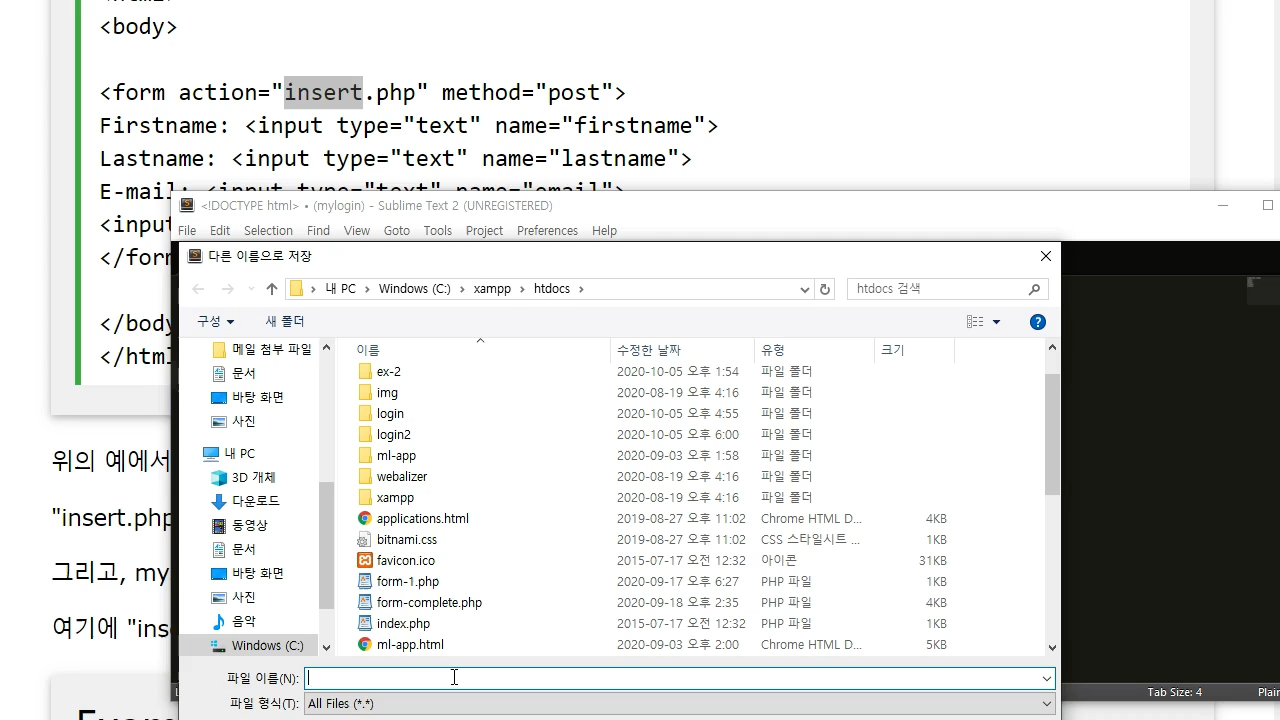 <body>
<form action="insert.php" method="post">
Firstname: <input type="text" name="firstname">
Lastname: <input type="text" name="lastname">
E-mail: <input type="text" name="email">
<!DOCTYPE html> • (mylogin) - Sublime Text 2 (UNREGISTERED)
<input
File Edit Selection Find View Goto Tools Project Preferences Help
</form
다른 이름으로 저장
내 PC > Windows (C:) > xampp > htdocs >
htdocs 검색
구성 새 폴더
</body
</html
이름 수정한 날짜 유형 크기
메일 첨부 파일
문서
바탕 화면
사진
내 PC
3D 개체
다운로드
동영상
문서
바탕 화면
사진
음악
Windows (C:)
ex-2 2020-10-05 오후 1:54 파일 폴더
img 2020-08-19 오후 4:16 파일 폴더
login 2020-10-05 오후 4:55 파일 폴더
login2 2020-10-05 오후 6:00 파일 폴더
ml-app 2020-09-03 오후 1:58 파일 폴더
webalizer 2020-08-19 오후 4:16 파일 폴더
xampp 2020-08-19 오후 4:16 파일 폴더
applications.html 2019-08-27 오후 11:02 Chrome HTML D... 4KB
bitnami.css 2019-08-27 오후 11:02 CSS 스타일시트 ... 1KB
favicon.ico 2015-07-17 오전 12:32 아이콘 31KB
form-1.php 2020-09-17 오후 6:27 PHP 파일 1KB
form-complete.php 2020-09-18 오후 2:35 PHP 파일 4KB
index.php 2015-07-17 오전 12:32 PHP 파일 1KB
ml-app.html 2020-09-03 오후 2:00 Chrome HTML D... 5KB
위의 예에서
"insert.php
그리고, my
여기에 "inse
파일 이름(N):
파일 형식(T): All Files (*.*)
Tab Size: 4 Plain